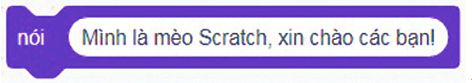 nói Mình là mèo Scratch, xin chào các bạn!